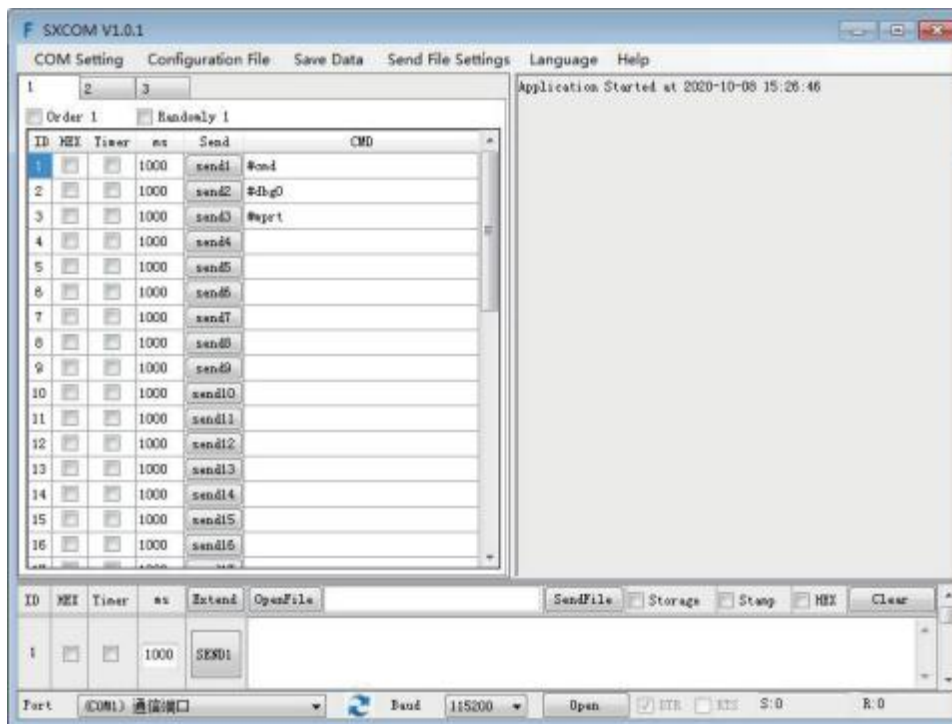 SXCOM V1.0.1
COM Setting Configuration File Save Data Send File Settings Language Help
1 2 3
Order 1 Randomly 1
ID HEX Timer ms Send CMD
1 1000 send1 #cmd
2 1000 send2 #dbg0
3 1000 send3
4 1000 send4
5 1000 send5
6 1000 send6
7 1000 send7
8 1000 send8
9 1000 send9
10 1000 send10
11 1000 send11
12 1000 send12
13 1000 send13
14 1000 send14
15 1000 send15
16 1000 send16
Application Started at 2020-10-08 15:26:46
ID HEX Timer ms Extend OpenFile SendFile Storage Stamp HEX Clear
1 1000 SEND1
Port (COM1) 通信端口 Baud 115200 Open DTR RTS S:0 R:0